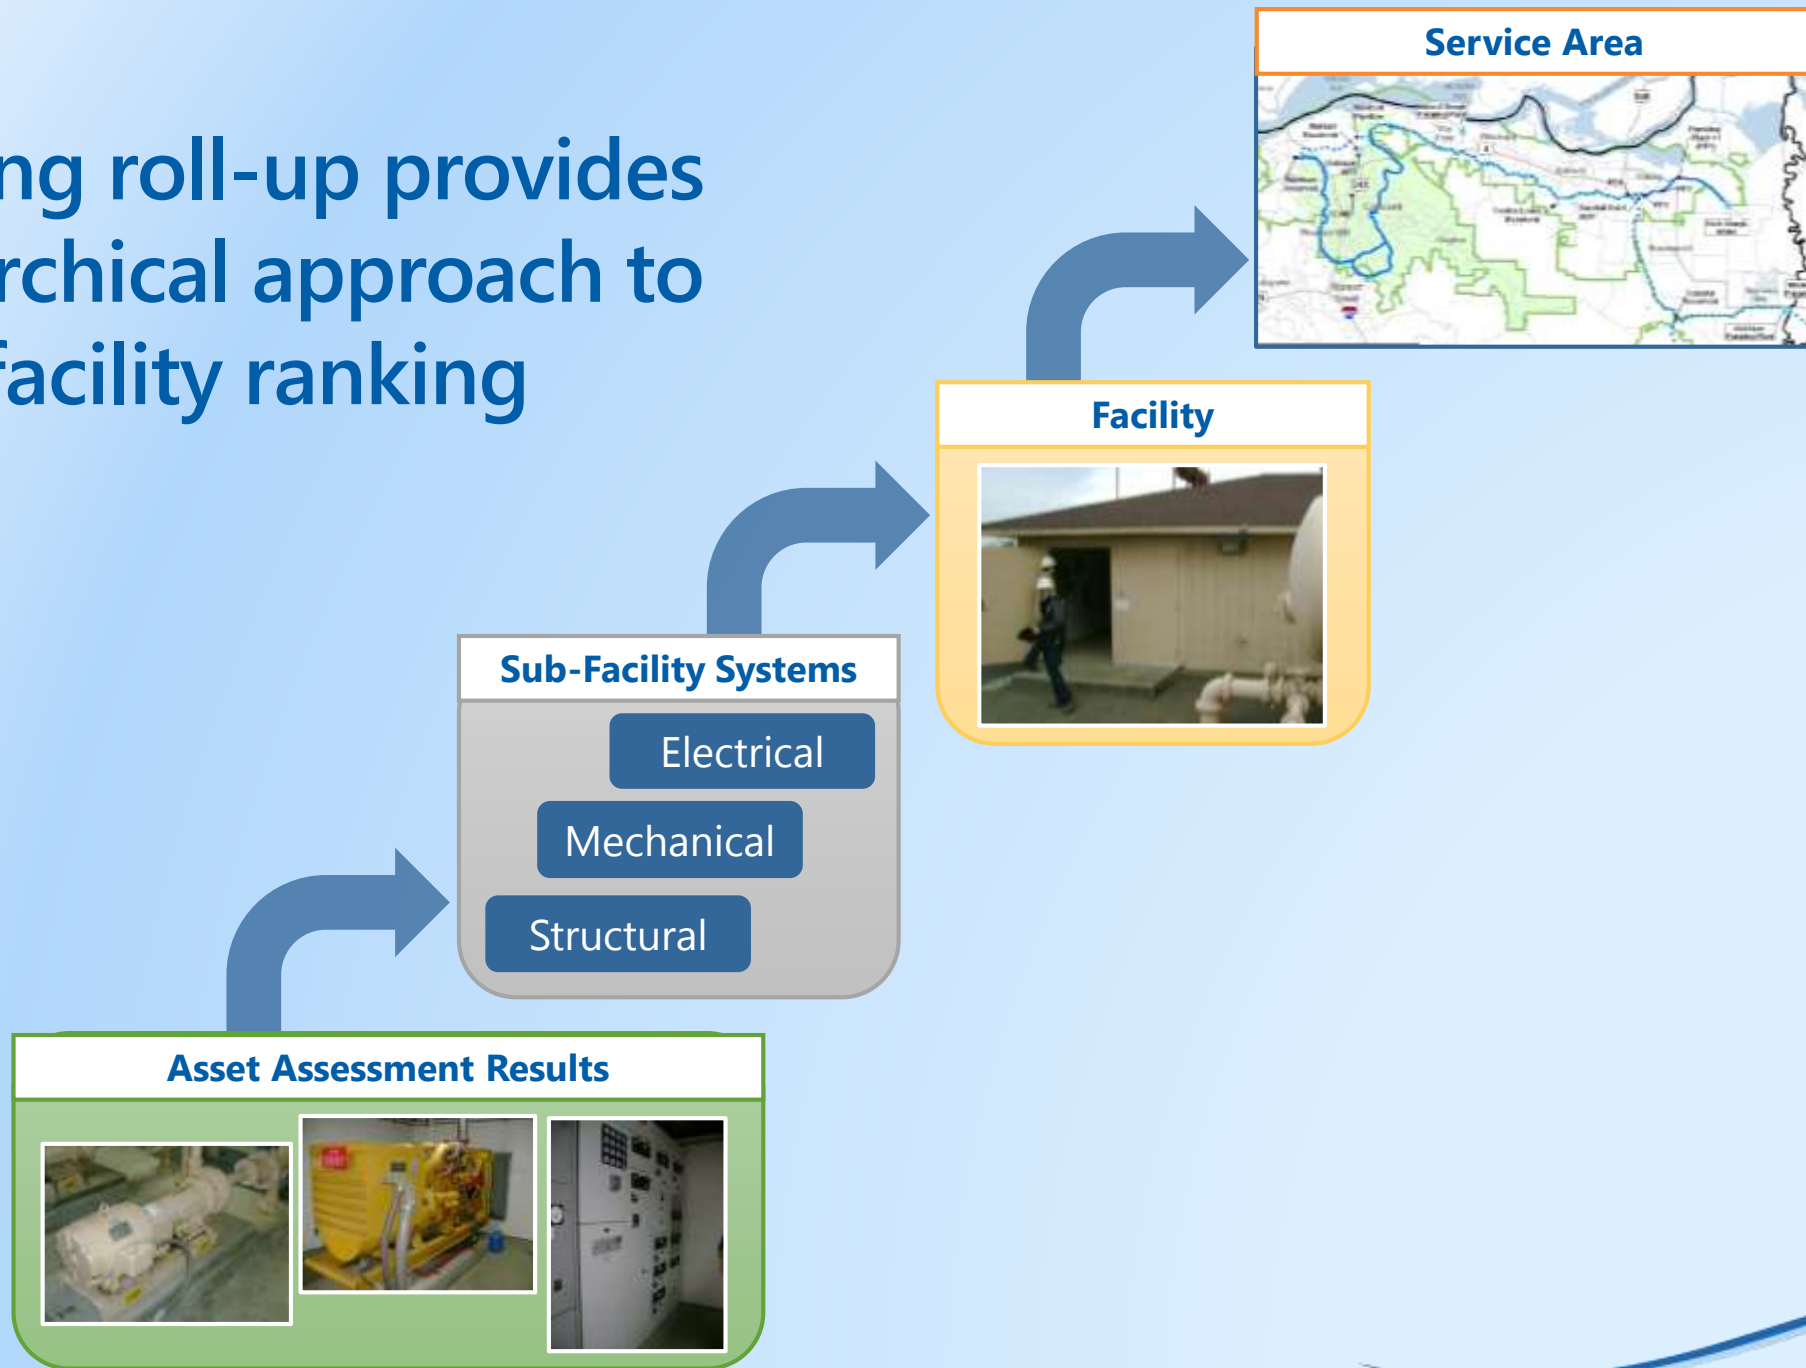 ng roll-up provides
rchical approach to
facility ranking
Service Area
Facility
Sub-Facility Systems
Electrical
Mechanical
Structural
Asset Assessment Results